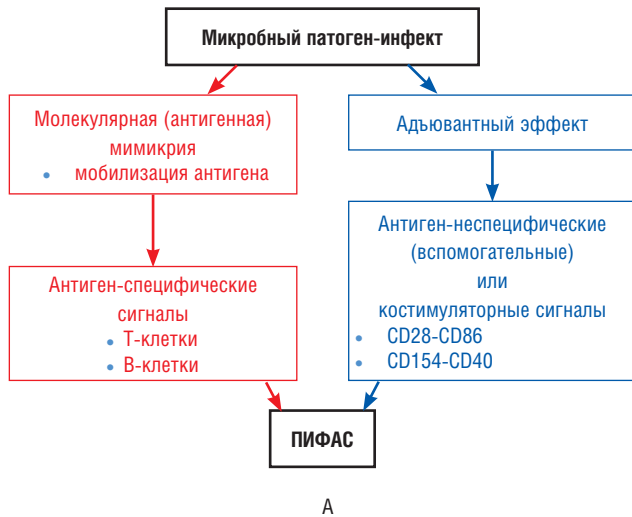 Микробный патоген-инфект
Молекулярная (антигенная)
мимикрия
• мобилизация антигена
Адъювантный эффект
Антиген-специфические
сигналы
• Т-клетки
• В-клетки
Антиген-неспецифические
(вспомогательные)
или
костимуляторные сигналы
• CD28-CD86
• CD154-CD40
ПИФАС
А